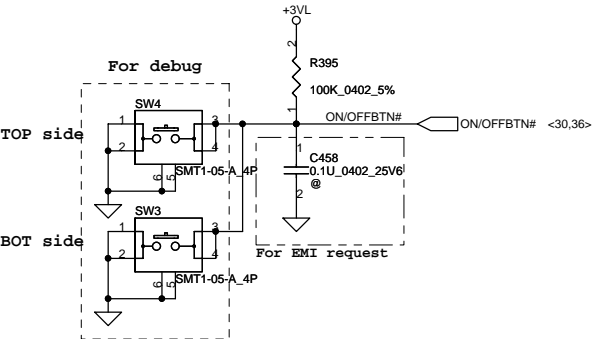 +3VL
2
R395
100K_0402_5%
1
ON/OFFBTN#
ON/OFFBTN# <30,36>
For debug
TOP side
SW4
1
2
3
4
6
5
SMT1-05-A_4P
1
C458
0.1U_0402_25V6
@
2
For EMI request
BOT side
SW3
1
2
3
4
6
5
SMT1-05-A_4P